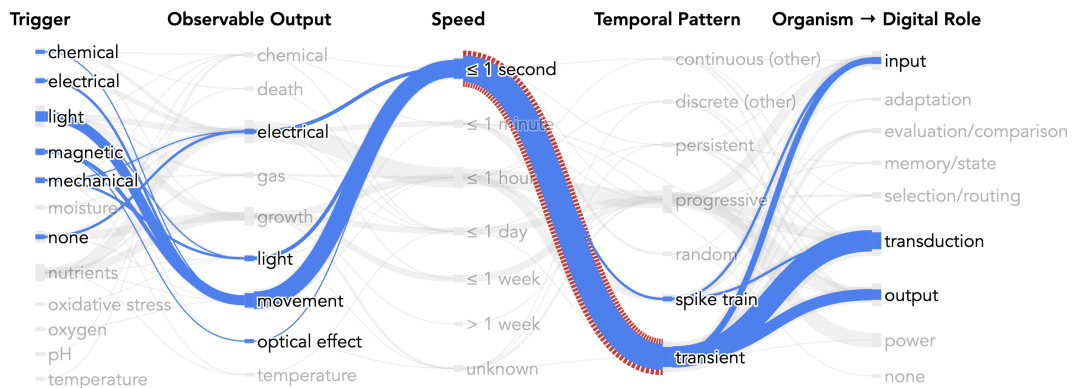 Trigger
Observable Output
Speed
Temporal Pattern
Organism → Digital Role
chemical
electrical
light
magnetic
mechanical
moisture
none
nutrients
oxidative stress
oxygen
pH
temperature
chemical
death
electrical
gas
growth
light
movement
optical effect
temperature
≤ 1 second
≤ 1 minute
≤ 1 hour
≤ 1 day
≤ 1 week
> 1 week
unknown
continuous (other)
discrete (other)
persistent
progressive
random
spike train
transient
input
adaptation
evaluation/comparison
memory/state
selection/routing
transduction
output
power
none